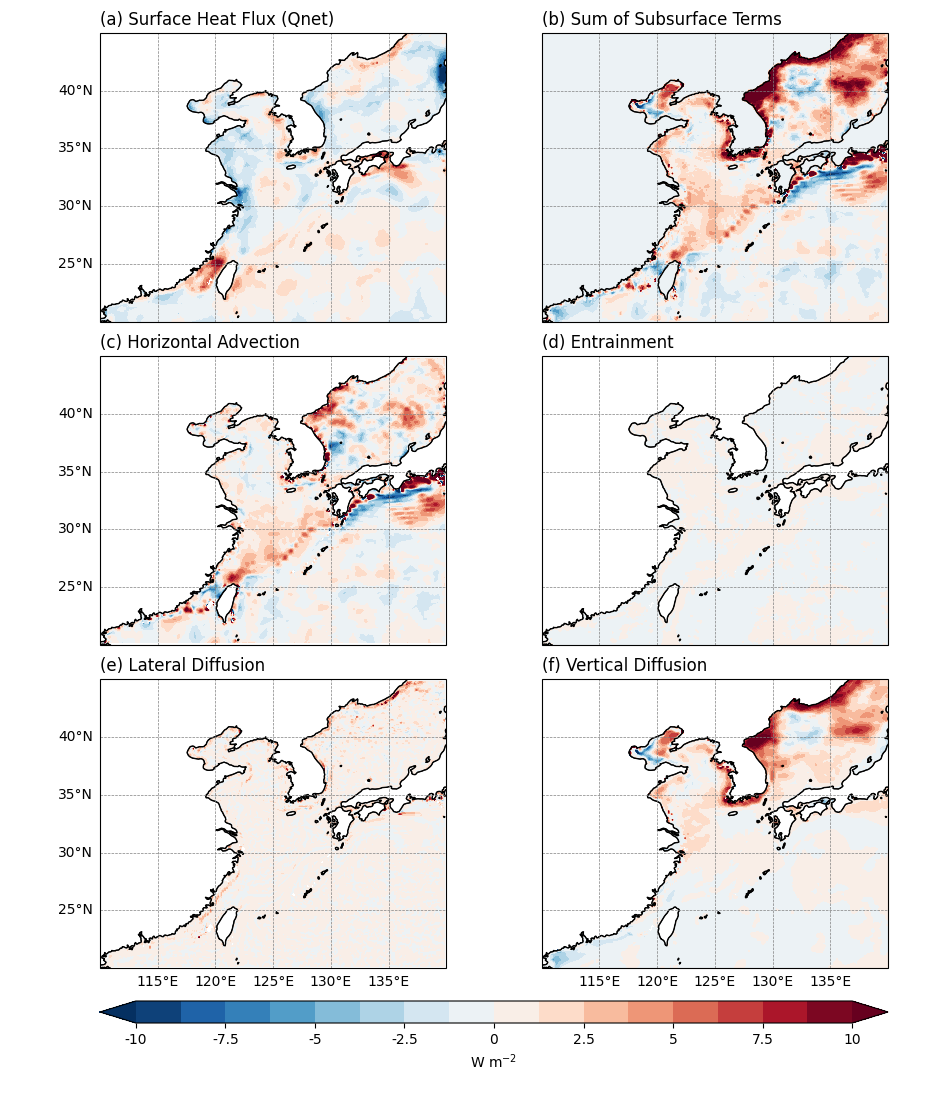 (a) Surface Heat Flux (Qnet)
(b) Sum of Subsurface Terms
40°N
35°N
30°N
25°N
(c) Horizontal Advection
(d) Entrainment
40°N
35°N
30°N
25°N
(e) Lateral Diffusion
(f) Vertical Diffusion
40°N
35°N
30°N
25°N
115°E 120°E 125°E 130°E 135°E
115°E 120°E 125°E 130°E 135°E
-10 -7.5 -5 -2.5 0 2.5 5 7.5 10
W m⁻²